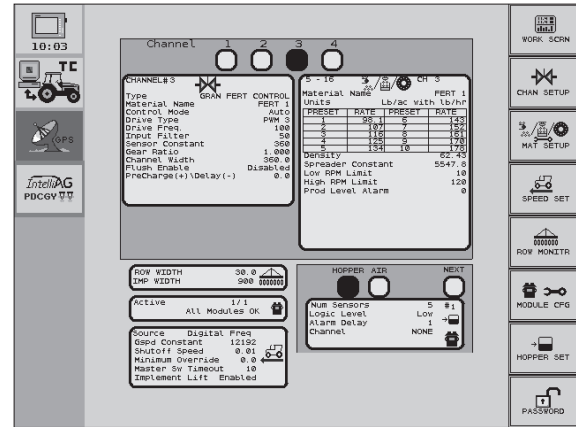 10:03
TC
GPS
IntelliAG
PDCGY
Channel 1 2 3 4
CHANNEL#3
Type GRAN FERT CONTROL
Material Name FERT 1
Control Mode Auto
Drive Type PWM 3
Drive Freq. 100
Input Filter 50
Sensor Constant 360
Gear Ratio 1.000
Channel Width 360.0
Flush Enable Disabled
PreCharge(+)\Delay(-) 0.0
5 - 16 CH 3
Material Name FERT 1
Units Lb/ac with lb/hr
PRESET RATE PRESET RATE
1 98.1 6 143
2 107 7 152
3 116 8 161
4 125 9 170
5 134 10 178
Density 62.43
Spreader Constant 5547.8
Low RPM Limit 10
High RPM Limit 120
Prod Level Alarm 0
ROW WIDTH 30.0
IMP WIDTH 900
Active 1/1
All Modules OK
Source Digital Freq
Gspd Constant 12192
Shutoff Speed 0.01
Minimum Override 0.0
Master Sw Timeout 10
Implement Lift Enabled
HOPPER AIR NEXT
Num Sensors 5 #1
Logic Level Low
Alarm Delay 1
Channel NONE
WORK SCRN
CHAN SETUP
MAT SETUP
SPEED SET
ROW MONITR
MODULE CFG
HOPPER SET
PASSWORD